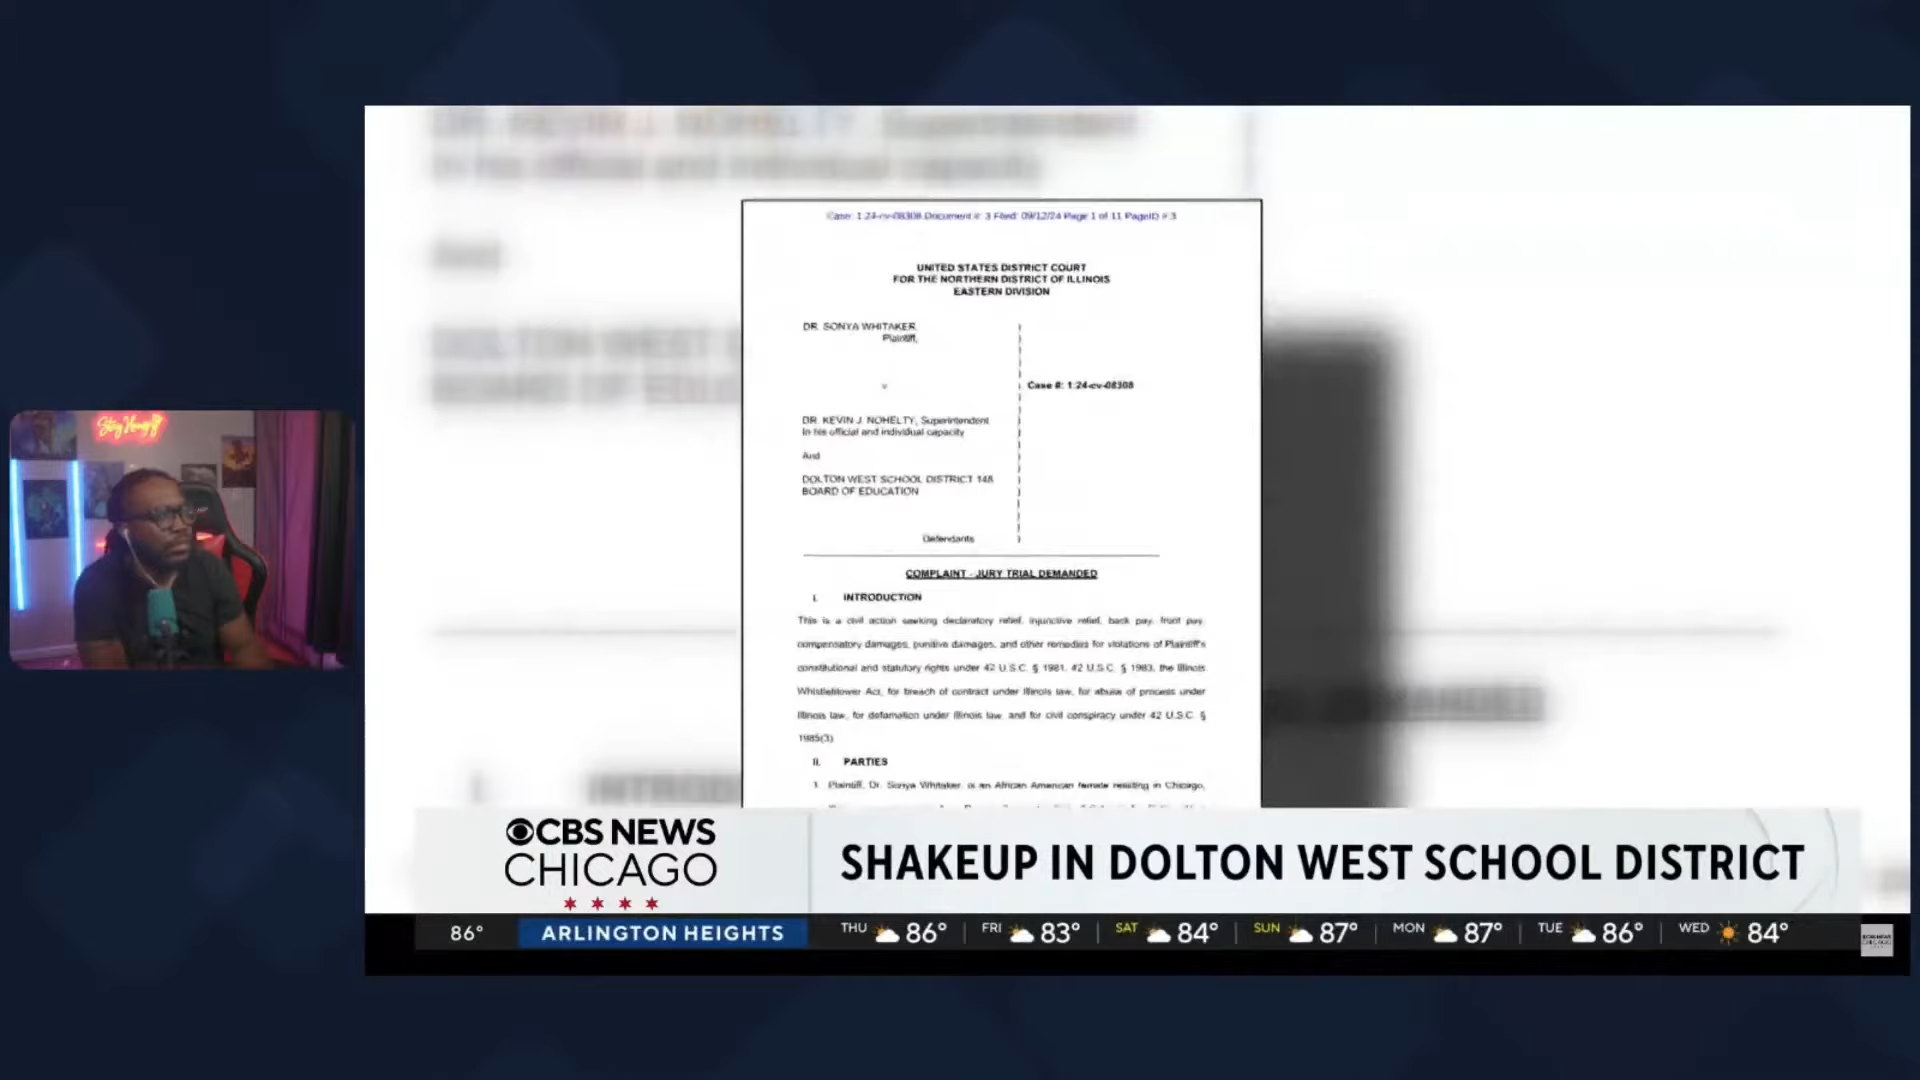 Stay Hungry
Case: 1:24-cv-08308 Document #: 3 Filed: 09/12/24 Page 1 of 11 PageID #:3
UNITED STATES DISTRICT COURT
FOR THE NORTHERN DISTRICT OF ILLINOIS
EASTERN DIVISION
DR. SONYA WHITAKER,
Plaintiff,
v
Case #: 1:24-cv-08308
DR. KEVIN J. NOHELTY, Superintendent
In his official and individual capacity
And
DOLTON WEST SCHOOL DISTRICT 148
BOARD OF EDUCATION
Defendants
COMPLAINT - JURY TRIAL DEMANDED
I. INTRODUCTION
This is a civil action seeking declaratory relief, injunctive relief, back pay, front pay,
compensatory damages, punitive damages, and other remedies for violations of Plaintiff's
constitutional and statutory rights under 42 U.S.C. § 1981, 42 U.S.C. § 1983, the Illinois
Whistleblower Act, for breach of contract under Illinois law, for abuse of process under
Illinois law, for defamation under Illinois law, and for civil conspiracy under 42 U.S.C. §
1985(3)
II. PARTIES
1. Plaintiff, Dr. Sonya Whitaker, is an African American female residing in Chicago,
CBS NEWS
CHICAGO
SHAKEUP IN DOLTON WEST SCHOOL DISTRICT
86° ARLINGTON HEIGHTS THU 86° FRI 83° SAT 84° SUN 87° MON 87° TUE 86° WED 84°